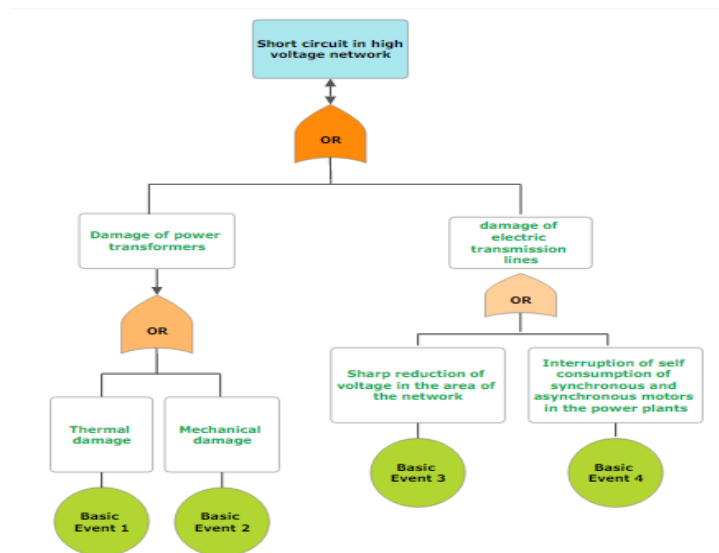 Short circuit in high
voltage network
OR
Damage of power
transformers
damage of
electric
transmission
lines
OR
OR
Sharp reduction of
voltage in the area of
the network
Interruption of self
consumption of
synchronous and
asynchronous motors
in the power plants
Thermal
damage
Mechanical
damage
Basic
Event 3
Basic
Event 4
Basic
Event 1
Basic
Event 2